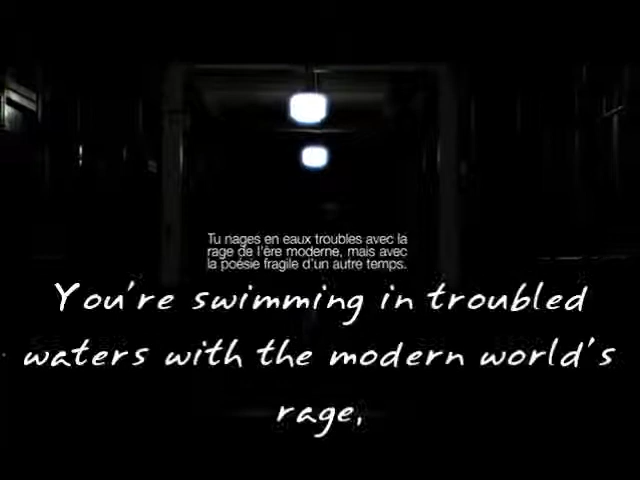 Tu nages en eaux troubles avec la
rage de l'ère moderne, mais avec
la poésie fragile d'un autre temps.
You're swimming in troubled
waters with the modern world's
rage,